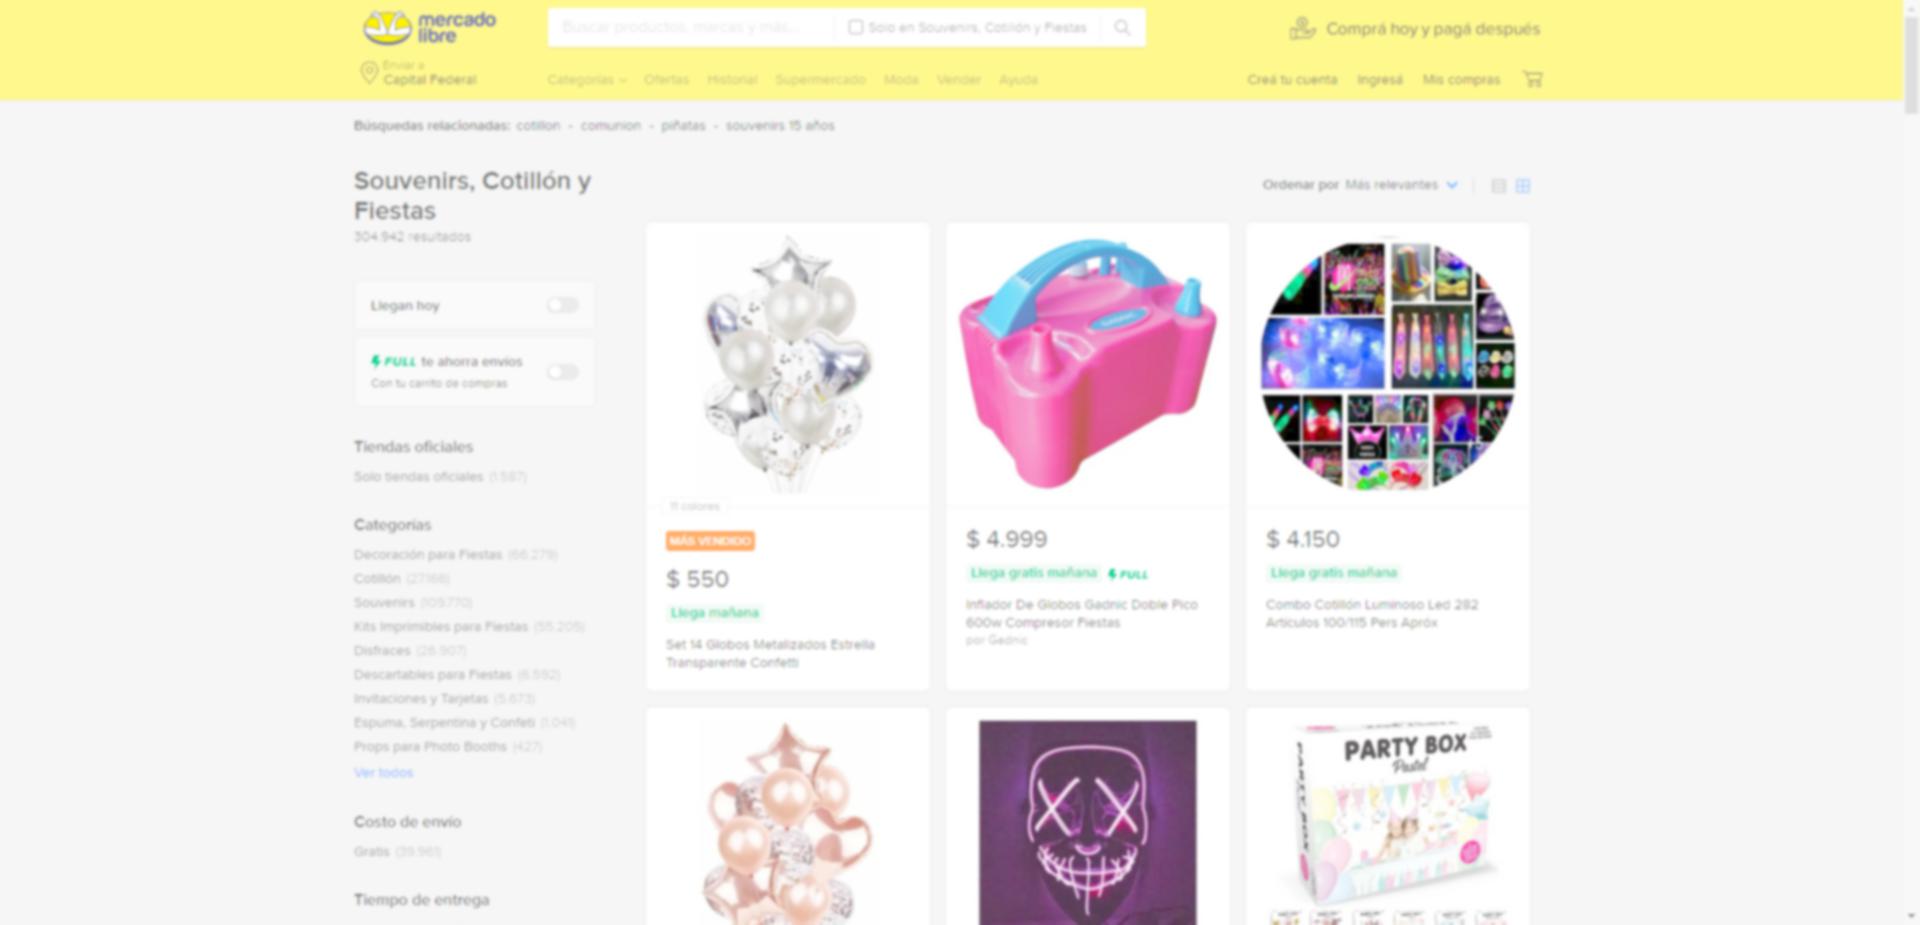 mercado
libre
Buscar productos, marcas y más...
Solo en Souvenirs, Cotillón y Fiestas
Comprá hoy y pagá después
Enviar a
Capital Federal
Categorías Ofertas Historial Supermercado Moda Vender Ayuda
Creá tu cuenta Ingresá Mis compras
Búsquedas relacionadas: cotillon - comunion - piñatas - souvenirs 15 años
Souvenirs, Cotillón y
Fiestas
304.942 resultados
Ordenar por Más relevantes
Llegan hoy
FULL te ahorra envíos
Con tu carrito de compras
Tiendas oficiales
Solo tiendas oficiales (1.587)
Categorías
Decoración para Fiestas (66.279)
Cotillón (27.166)
Souvenirs (109.770)
Kits Imprimibles para Fiestas (55.205)
Disfraces (26.907)
Descartables para Fiestas (6.592)
Invitaciones y Tarjetas (5.673)
Espuma, Serpentina y Confeti (1.041)
Props para Photo Booths (427)
Ver todos
Costo de envío
Gratis (39.961)
Tiempo de entrega
11 colores
MÁS VENDIDO
$ 550
Llega mañana
Set 14 Globos Metalizados Estrella
Transparente Confetti
GADNIC
$ 4.999
Llega gratis mañana FULL
Inflador De Globos Gadnic Doble Pico
600w Compresor Fiestas
por Gadnic
$ 4.150
Llega gratis mañana
Combo Cotillón Luminoso Led 282
Artículos 100/115 Pers Apróx
PARTY BOX
Pastel
PARTY BOX